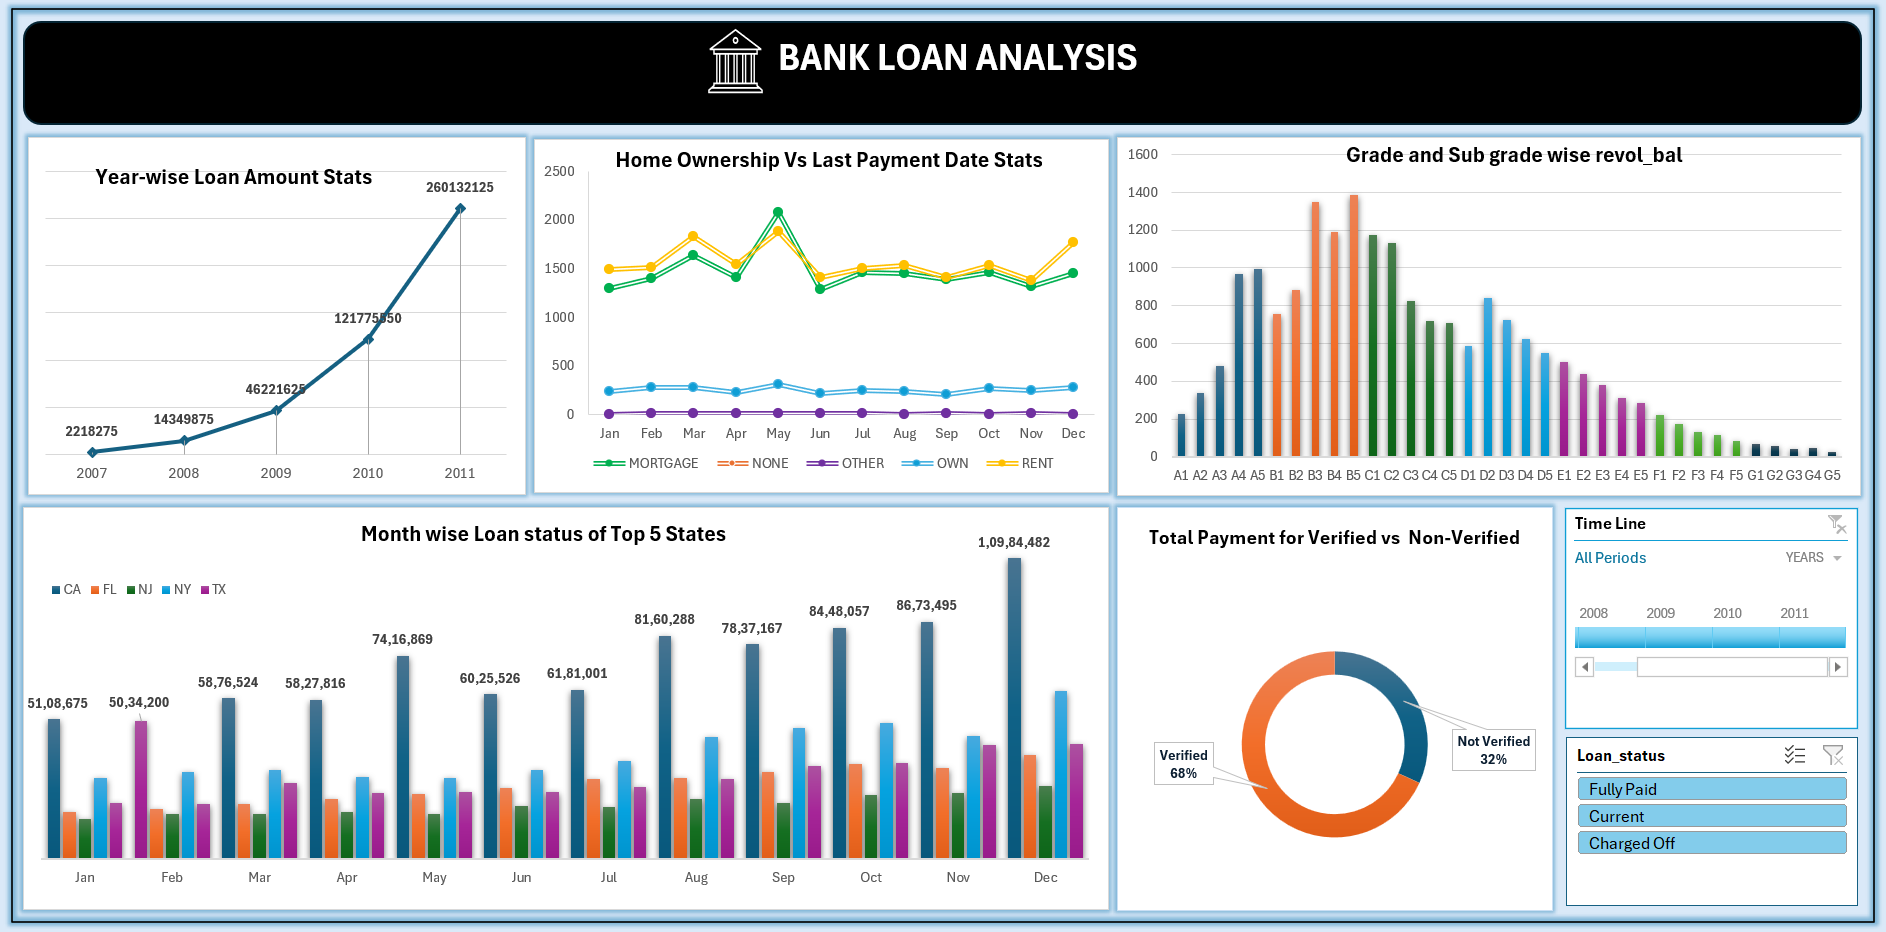 BANK LOAN ANALYSIS
Year-wise Loan Amount Stats
260132125
121775550
46221625
14349875
2218275
2007 2008 2009 2010 2011
Home Ownership Vs Last Payment Date Stats
2500
2000
1500
1000
500
0
Jan Feb Mar Apr May Jun Jul Aug Sep Oct Nov Dec
MORTGAGE NONE OTHER OWN RENT
Grade and Sub grade wise revol_bal
1600
1400
1200
1000
800
600
400
200
0
A1 A2 A3 A4 A5 B1 B2 B3 B4 B5 C1 C2 C3 C4 C5 D1 D2 D3 D4 D5 E1 E2 E3 E4 E5 F1 F2 F3 F4 F5 G1 G2 G3 G4 G5
Month wise Loan status of Top 5 States
CA FL NJ NY TX
51,08,675
50,34,200
58,76,524
58,27,816
74,16,869
60,25,526
61,81,001
81,60,288
78,37,167
84,48,057
86,73,495
1,09,84,482
Jan Feb Mar Apr May Jun Jul Aug Sep Oct Nov Dec
Total Payment for Verified vs Non-Verified
Not Verified
32%
Verified
68%
Time Line
All Periods YEARS
2008 2009 2010 2011
Loan_status
Fully Paid
Current
Charged Off